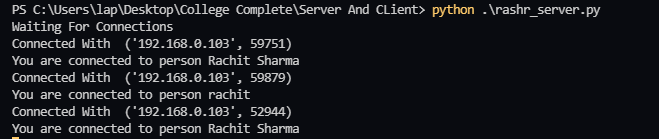 PS C:\Users\lap\Desktop\College Complete\Server And CLient> python .\rashr_server.py
Waiting For Connections
Connected With  ('192.168.0.103', 59751)
You are connected to person Rachit Sharma
Connected With  ('192.168.0.103', 59879)
You are connected to person rachit
Connected With  ('192.168.0.103', 52944)
You are connected to person Rachit Sharma